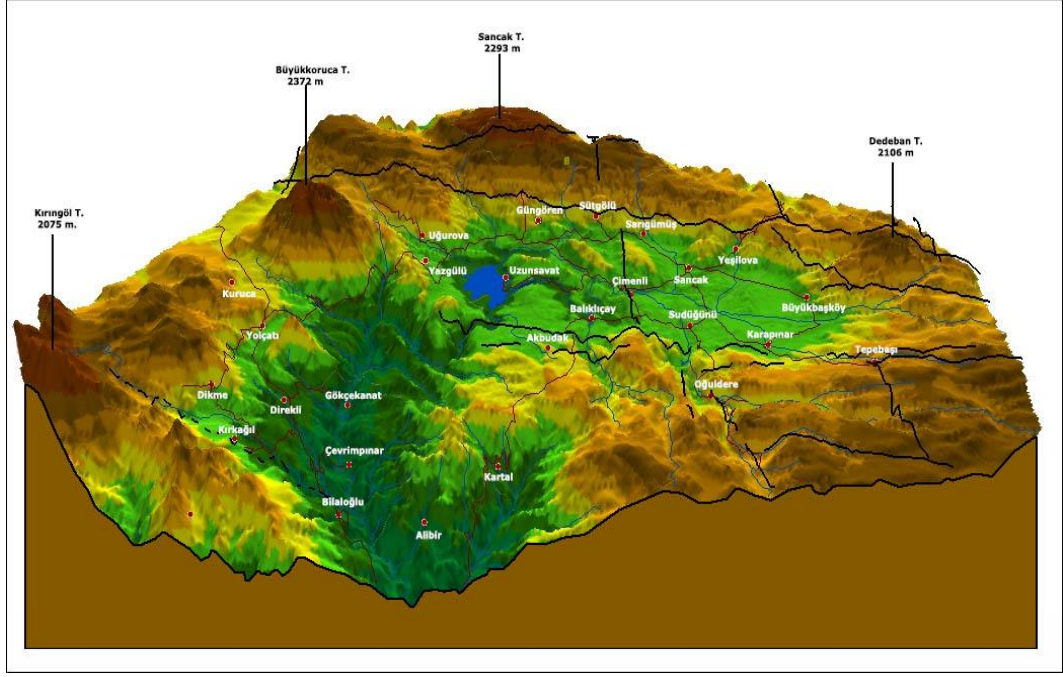 Sancak T.
2293 m
Büyükkoruca T.
2372 m
Dedeban T.
2106 m
Kırıngöl T.
2075 m.
Sütgölü
Güngören
Sarıgümüş
Uğurova
Yeşilova
Yazgülü
Uzunsavat
Çimenli
Sancak
Kuruca
Büyükbaşköy
Balıklıçay
Sudüğünü
Yolçatı
Akbudak
Karapınar
Tepebaşı
Dikme
Direkli
Gökçekanat
Oğuldere
Kırkağıl
Çevrimpınar
Kartal
Bilaloğlu
Alibir